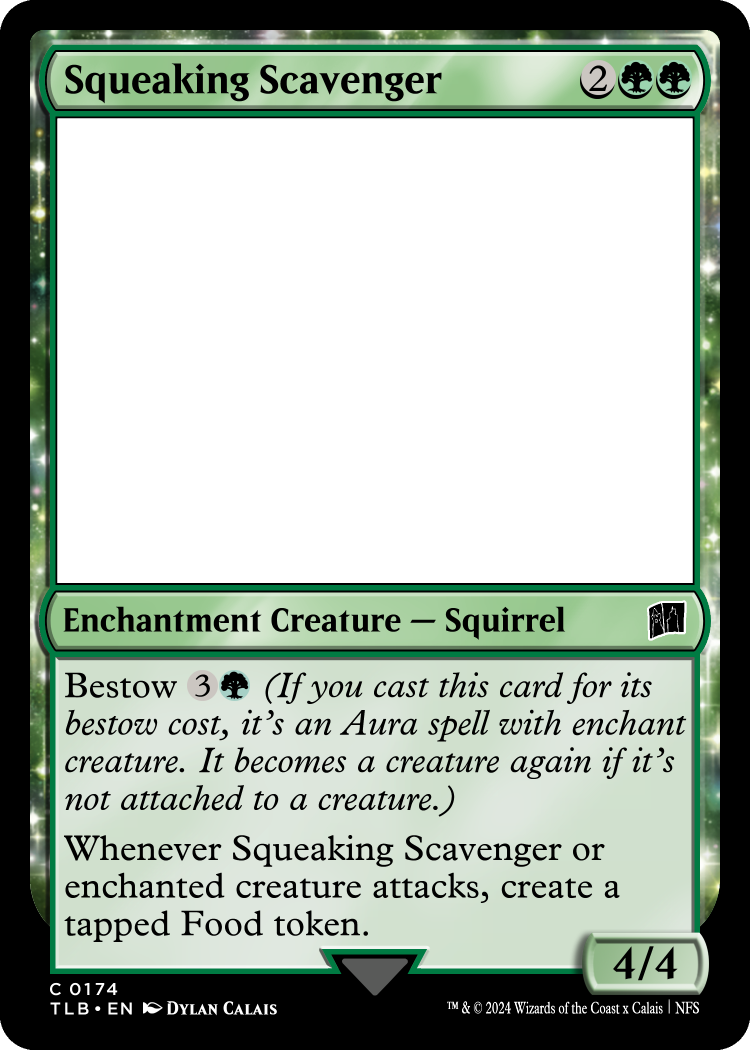 Squeaking Scavenger 2
Enchantment Creature — Squirrel
Bestow 3 (If you cast this card for its
bestow cost, it's an Aura spell with enchant
creature. It becomes a creature again if it's
not attached to a creature.)
Whenever Squeaking Scavenger or
enchanted creature attacks, create a
tapped Food token.
4/4
C 0174
TLB • EN Dylan Calais
™ & © 2024 Wizards of the Coast x Calais | NFS